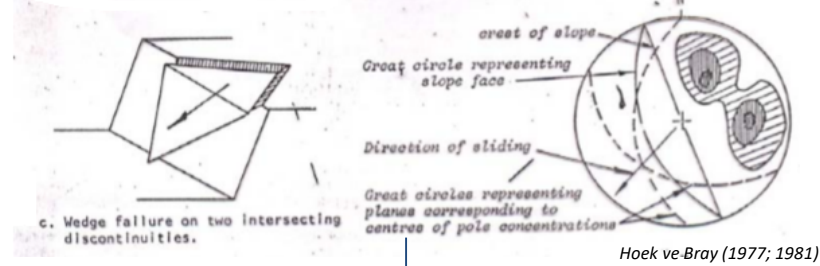 crest of slope
Great circle representing
slope face
Direction of sliding
Great circles representing
planes corresponding to
centres of pole concentrations
c. Wedge failure on two intersecting
discontinuities.
Hoek ve Bray (1977; 1981)